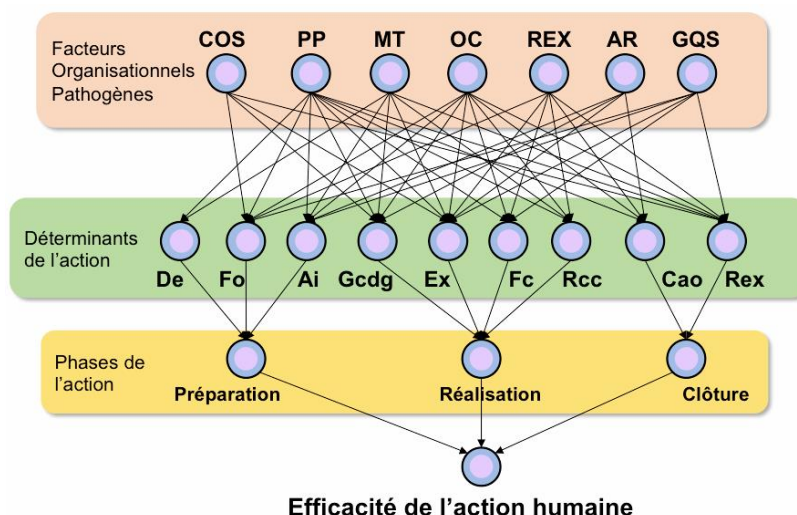 COS PP MT OC REX AR GQS
Facteurs
Organisationnels
Pathogènes
Déterminants
de l'action
De Fo Ai Gcdg Ex Fc Rcc Cao Rex
Phases de
l'action
Préparation Réalisation Clôture
Efficacité de l'action humaine